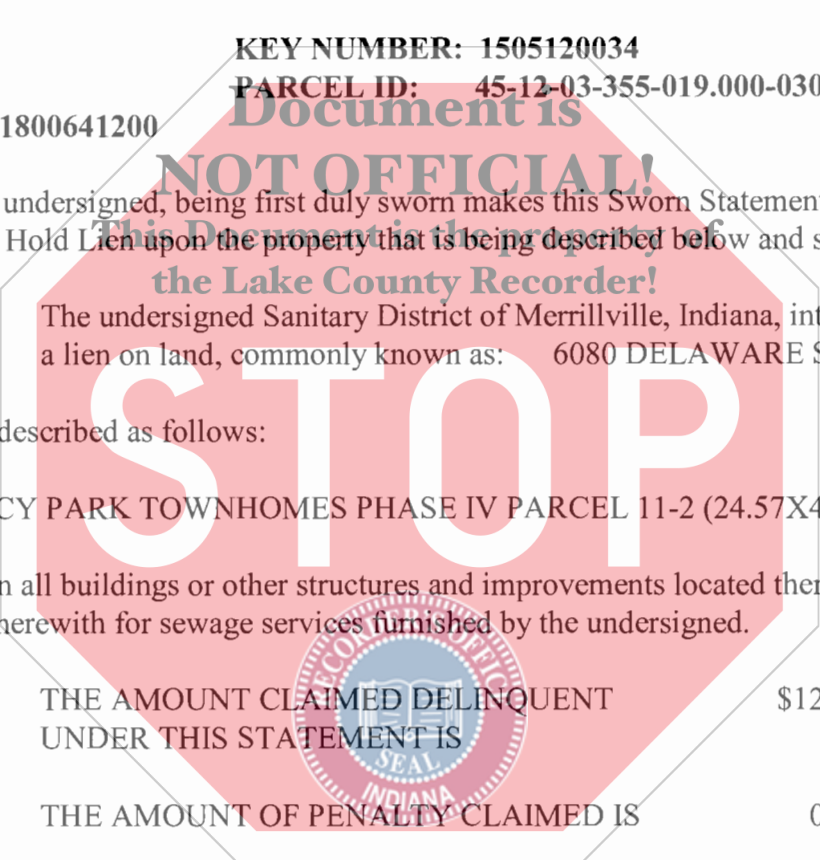 KEY NUMBER: 1505120034
PARCEL ID: 45-12-03-355-019.000-030
1800641200
Document is
NOT OFFICIAL!
undersigned, being first duly sworn makes this Sworn Statement
This Document is the property of
Hold Lien upon the property that is being described below and s
the Lake County Recorder!
The undersigned Sanitary District of Merrillville, Indiana, int
a lien on land, commonly known as: 6080 DELAWARE S
STOP
described as follows:
CY PARK TOWNHOMES PHASE IV PARCEL 11-2 (24.57X4
n all buildings or other structures and improvements located ther
herewith for sewage services furnished by the undersigned.
RECORDER'S OFFICE
SEAL
INDIANA
THE AMOUNT CLAIMED DELINQUENT $12
UNDER THIS STATEMENT IS
THE AMOUNT OF PENALTY CLAIMED IS 0